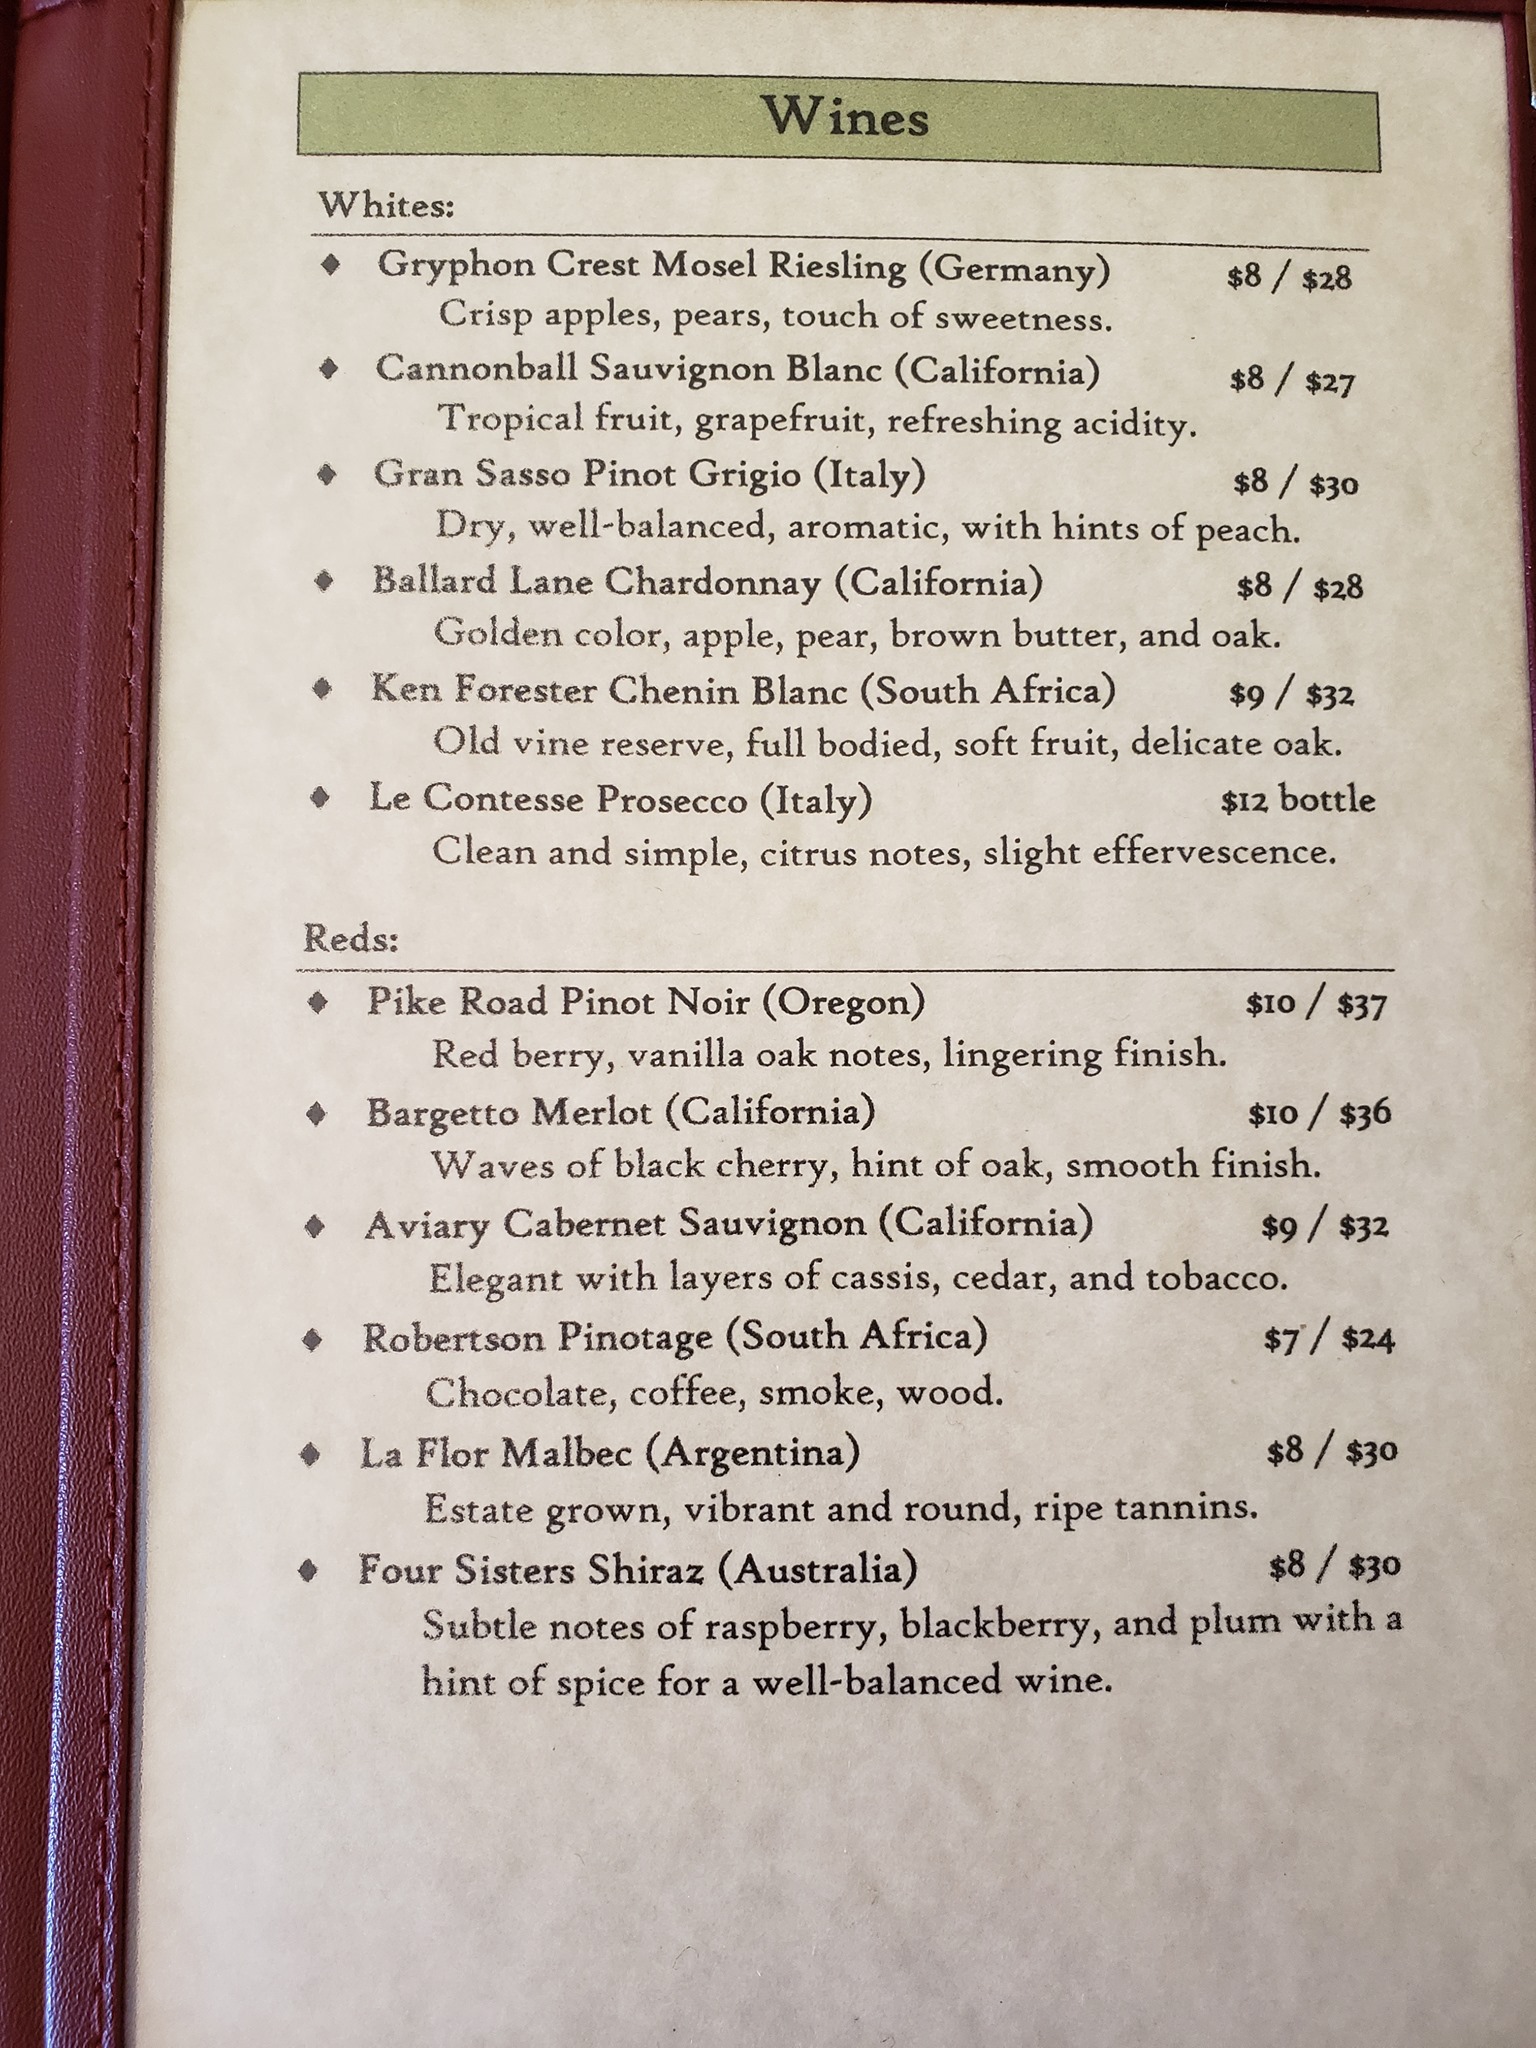 Wines
Whites:
♦ Gryphon Crest Mosel Riesling (Germany) $8 / $28
Crisp apples, pears, touch of sweetness.
♦ Cannonball Sauvignon Blanc (California) $8 / $27
Tropical fruit, grapefruit, refreshing acidity.
♦ Gran Sasso Pinot Grigio (Italy) $8 / $30
Dry, well-balanced, aromatic, with hints of peach.
♦ Ballard Lane Chardonnay (California) $8 / $28
Golden color, apple, pear, brown butter, and oak.
♦ Ken Forester Chenin Blanc (South Africa) $9 / $32
Old vine reserve, full bodied, soft fruit, delicate oak.
♦ Le Contesse Prosecco (Italy) $12 bottle
Clean and simple, citrus notes, slight effervescence.
Reds:
♦ Pike Road Pinot Noir (Oregon) $10 / $37
Red berry, vanilla oak notes, lingering finish.
♦ Bargetto Merlot (California) $10 / $36
Waves of black cherry, hint of oak, smooth finish.
♦ Aviary Cabernet Sauvignon (California) $9 / $32
Elegant with layers of cassis, cedar, and tobacco.
♦ Robertson Pinotage (South Africa) $7 / $24
Chocolate, coffee, smoke, wood.
♦ La Flor Malbec (Argentina) $8 / $30
Estate grown, vibrant and round, ripe tannins.
♦ Four Sisters Shiraz (Australia) $8 / $30
Subtle notes of raspberry, blackberry, and plum with a
hint of spice for a well-balanced wine.